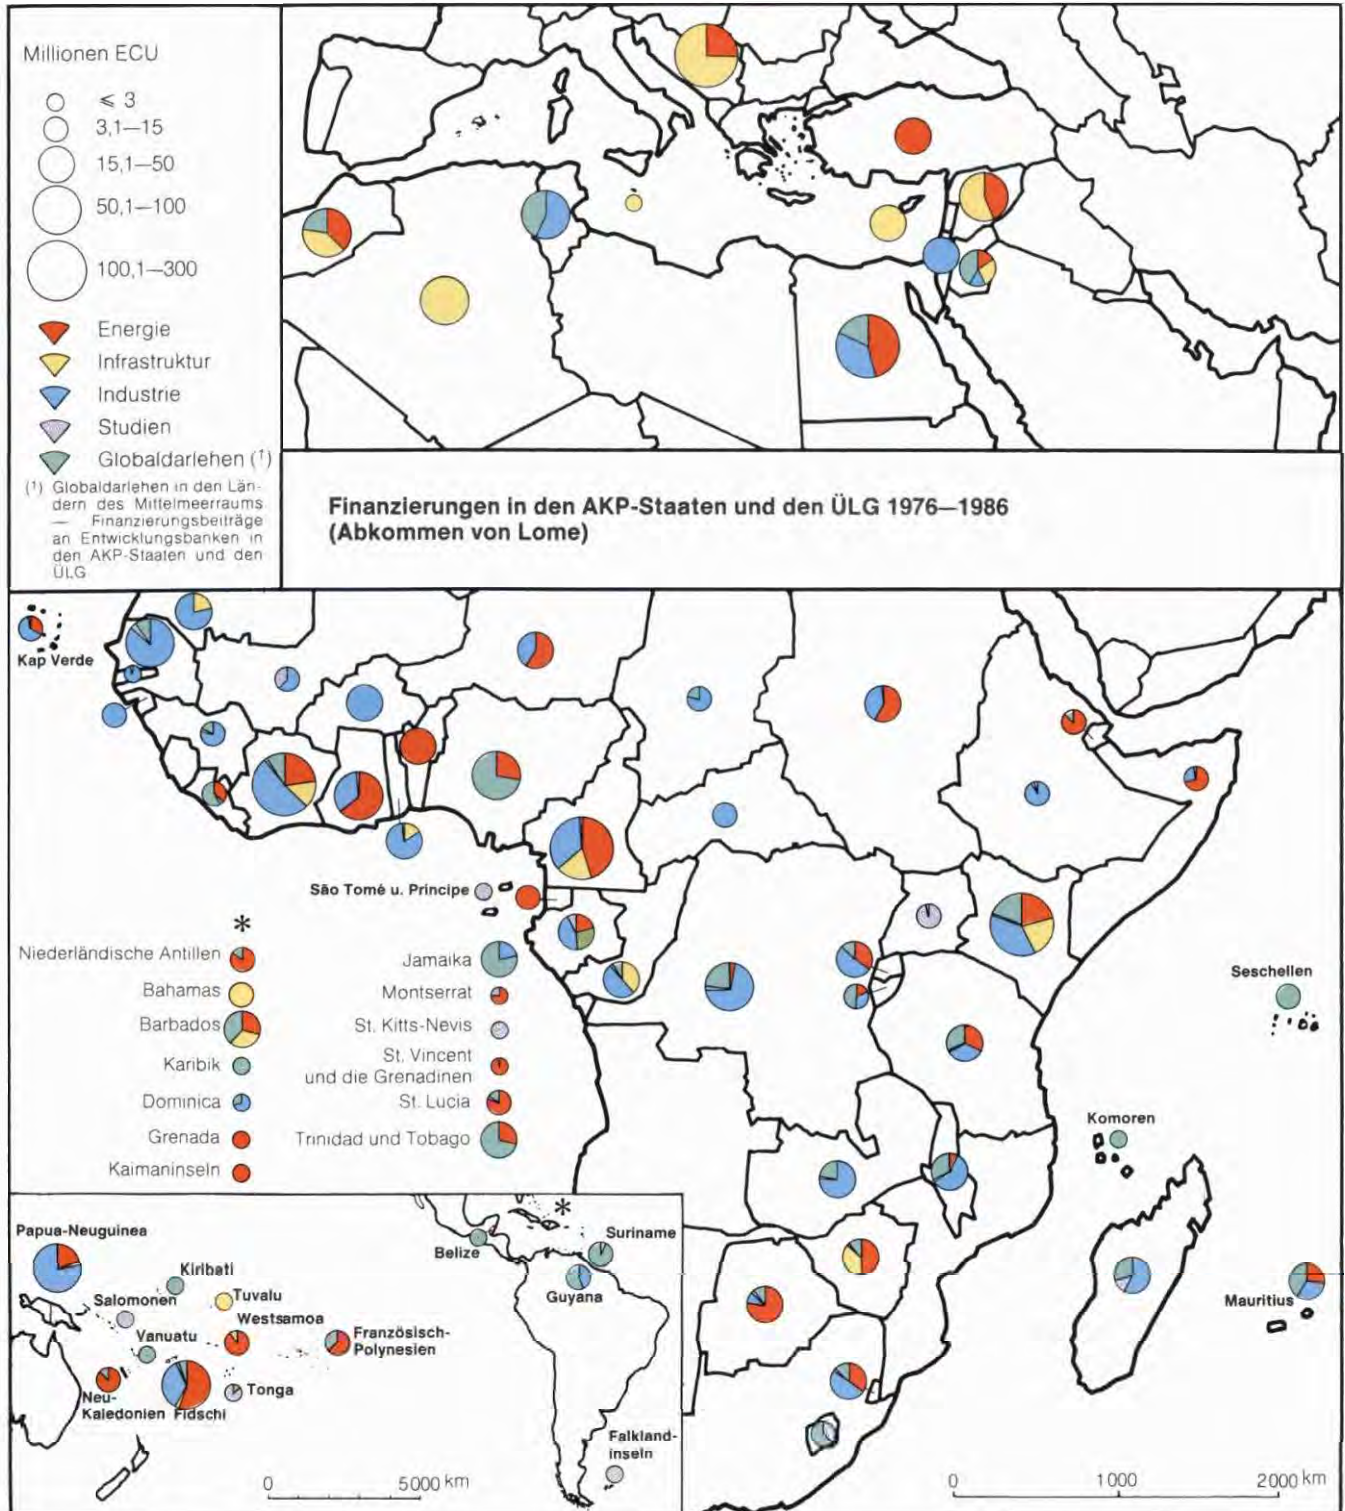 Millionen ECU
⩽ 3
3,1—15
15,1—50
50,1—100
100,1—300
Energie
Infrastruktur
Industrie
Studien
Globaldarlehen (¹)
(¹) Globaldarlehen in den Län-
dern des Mittelmeerraums
— Finanzierungsbeiträge
an Entwicklungsbanken in
den AKP-Staaten und den
ÜLG
Finanzierungen in den AKP-Staaten und den ÜLG 1976—1986
(Abkommen von Lome)
Kap Verde
São Tomé u. Principe
*
Niederländische Antillen
Bahamas
Barbados
Karibik
Dominica
Grenada
Kaimaninseln
Jamaika
Montserrat
St. Kitts-Nevis
St. Vincent
und die Grenadinen
St. Lucia
Trinidad und Tobago
Seschellen
Komoren
Mauritius
Papua-Neuguinea
Kiribati
Salomonen
Tuvalu
Vanuatu
Westsamoa
Französisch-
Polynesien
Neu-
Kaledonien
Fidschi
Tonga
*
Belize
Suriname
Guyana
Falkland-
inseln
0 5000 km
0 1000 2000 km